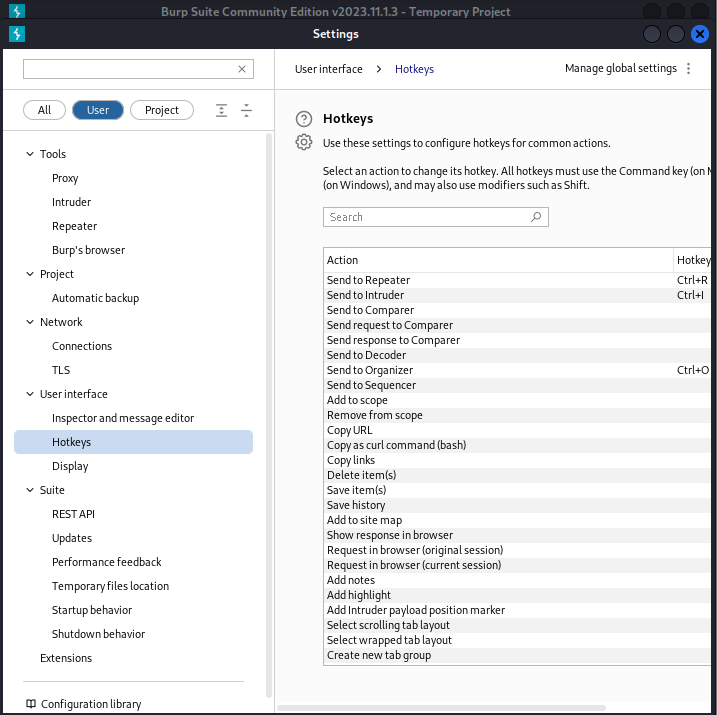 Burp Suite Community Edition v2023.11.1.3 - Temporary Project
Settings
User interface > Hotkeys
Manage global settings
All
User
Project
Tools
Proxy
Intruder
Repeater
Burp's browser
Project
Automatic backup
Network
Connections
TLS
User interface
Inspector and message editor
Hotkeys
Display
Suite
REST API
Updates
Performance feedback
Temporary files location
Startup behavior
Shutdown behavior
Extensions
Configuration library
Hotkeys
Use these settings to configure hotkeys for common actions.
Select an action to change its hotkey. All hotkeys must use the Command key (on
(on Windows), and may also use modifiers such as Shift.
Search
Action Hotkey
Send to Repeater Ctrl+R
Send to Intruder Ctrl+I
Send to Comparer
Send request to Comparer
Send response to Comparer
Send to Decoder
Send to Organizer Ctrl+O
Send to Sequencer
Add to scope
Remove from scope
Copy URL
Copy as curl command (bash)
Copy links
Delete item(s)
Save item(s)
Save history
Add to site map
Show response in browser
Request in browser (original session)
Request in browser (current session)
Add notes
Add highlight
Add Intruder payload position marker
Select scrolling tab layout
Select wrapped tab layout
Create new tab group